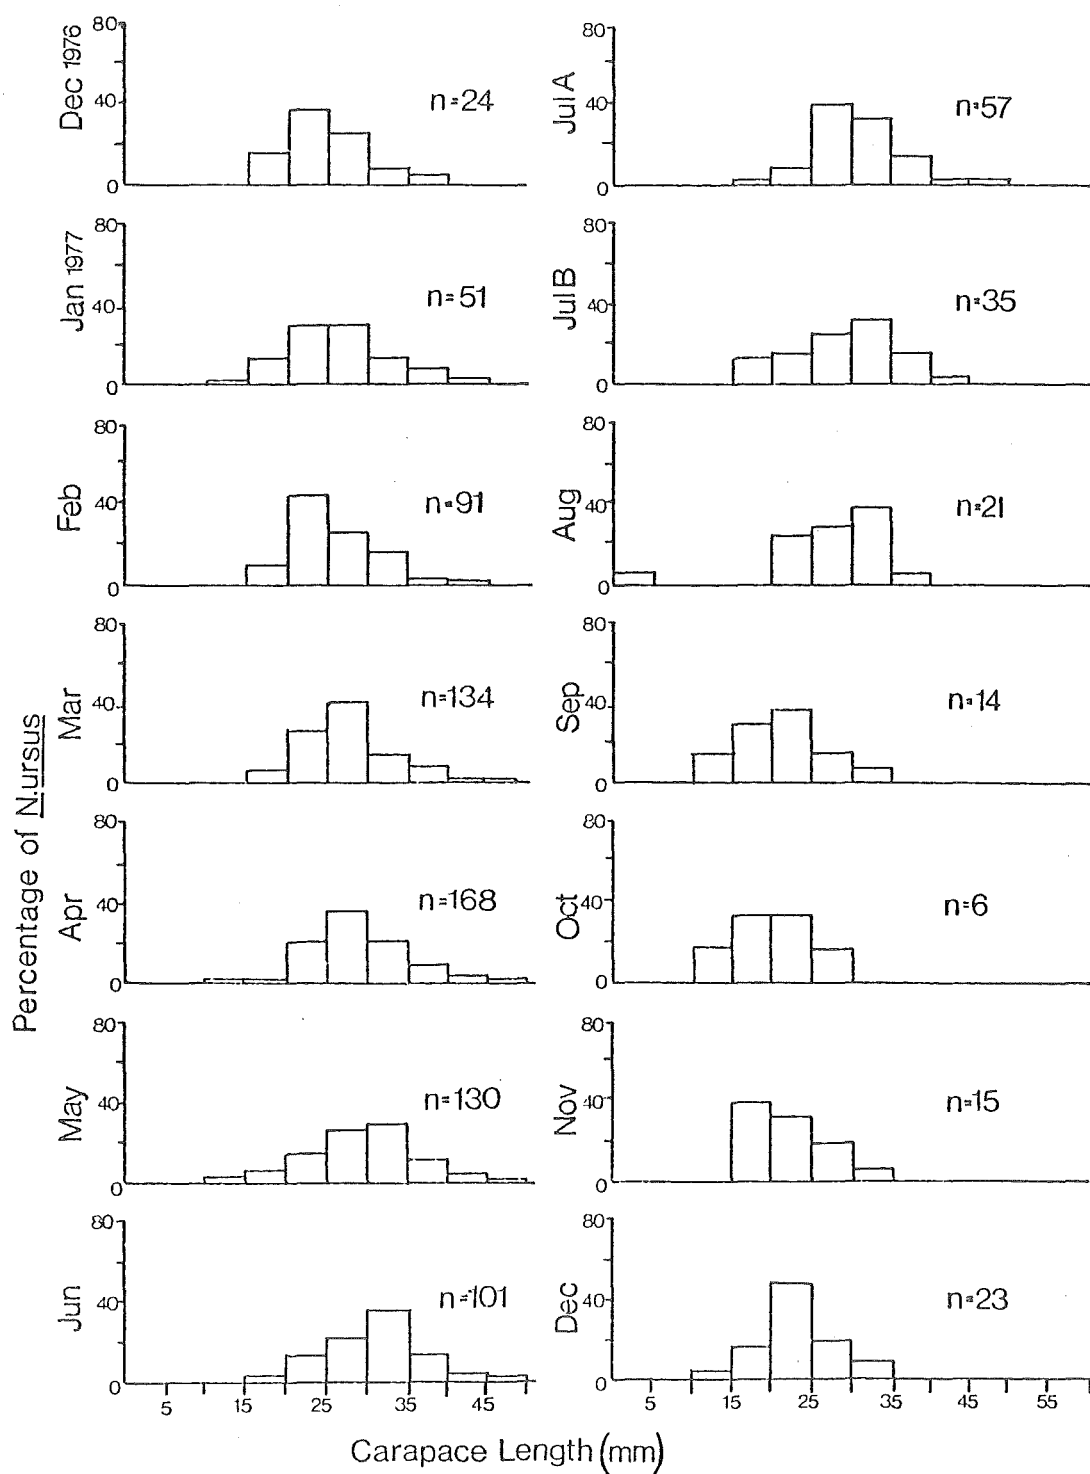 Percentage of N.ursus
Dec 1976
80
40
0
n=24
Jan 1977
80
40
0
n=51
Feb
80
40
0
n=91
Mar
80
40
0
n=134
Apr
80
40
0
n=168
May
80
40
0
n=130
Jun
80
40
0
n=101
5 15 25 35 45
Jul A
80
40
0
n=57
Jul B
80
40
0
n=35
Aug
80
40
0
n=21
Sep
80
40
0
n=14
Oct
80
40
0
n=6
Nov
80
40
0
n=15
Dec
80
40
0
n=23
5 15 25 35 45 55
Carapace Length (mm)